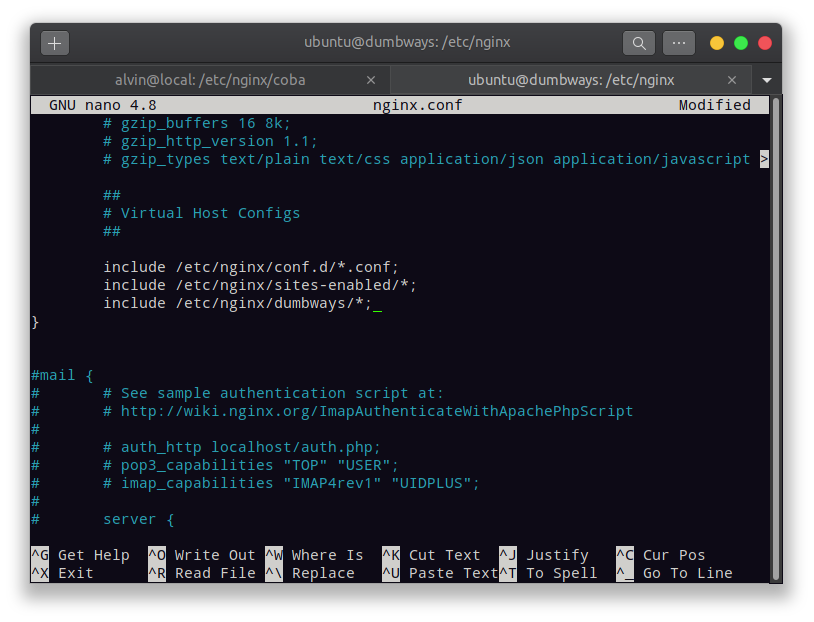 ubuntu@dumbways: /etc/nginx
alvin@local: /etc/nginx/coba
ubuntu@dumbways: /etc/nginx
GNU nano 4.8 nginx.conf Modified
# gzip_buffers 16 8k;
# gzip_http_version 1.1;
# gzip_types text/plain text/css application/json application/javascript >
##
# Virtual Host Configs
##
include /etc/nginx/conf.d/*.conf;
include /etc/nginx/sites-enabled/*;
include /etc/nginx/dumbways/*;_
}
#mail {
# # See sample authentication script at:
# # http://wiki.nginx.org/ImapAuthenticateWithApachePhpScript
#
# # auth_http localhost/auth.php;
# # pop3_capabilities "TOP" "USER";
# # imap_capabilities "IMAP4rev1" "UIDPLUS";
#
# server {
^G Get Help ^O Write Out ^W Where Is ^K Cut Text ^J Justify ^C Cur Pos
^X Exit ^R Read File ^\ Replace ^U Paste Text ^T To Spell ^_ Go To Line